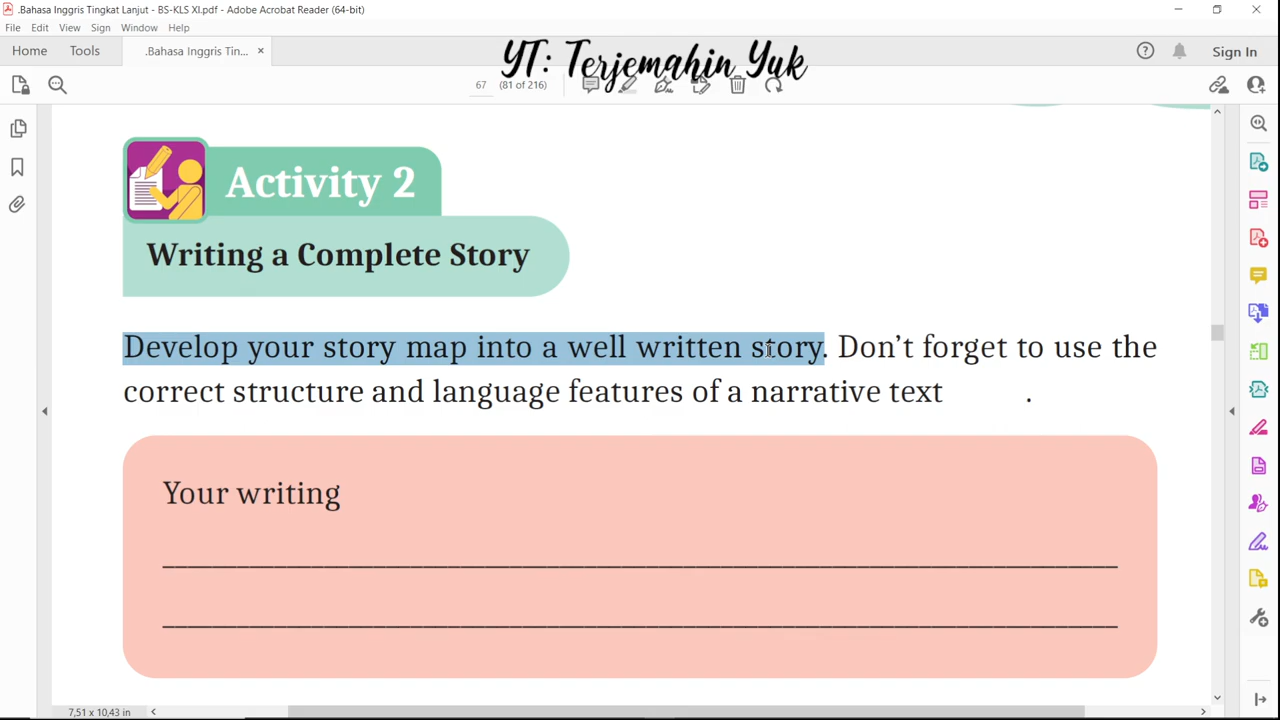 .Bahasa Inggris Tingkat Lanjut - BS-KLS XI.pdf - Adobe Acrobat Reader (64-bit)
File Edit View Sign Window Help
Home Tools .Bahasa Inggris Tin... × Sign In
YT: Terjemahin Yuk
67 (81 of 216)
Activity 2
Writing a Complete Story
Develop your story map into a well written story. Don't forget to use the
correct structure and language features of a narrative text .
Your writing
7,51 x 10,43 in